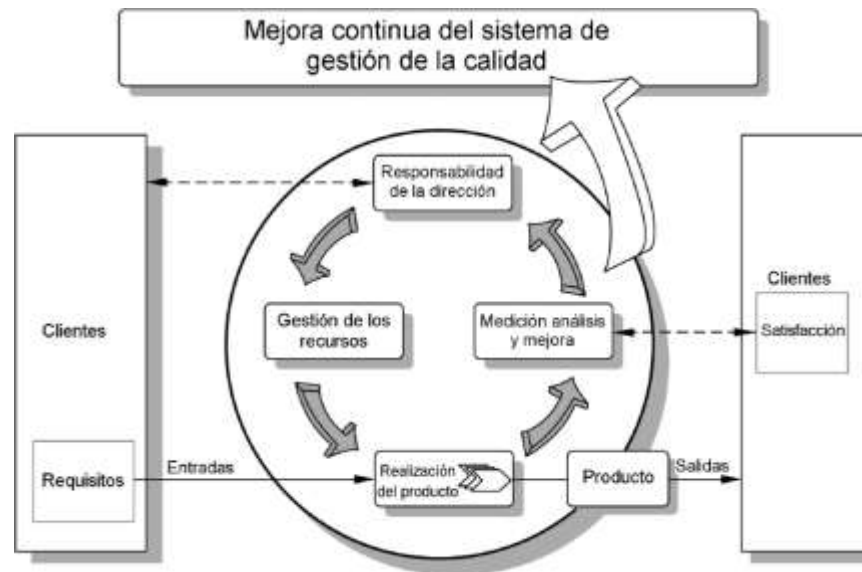 Mejora continua del sistema de
gestión de la calidad
Responsabilidad
de la dirección
Clientes
Gestión de los
recursos
Medición análisis
y mejora
Clientes
Satisfacción
Requisitos
Entradas
Realización
del producto
Producto
Salidas